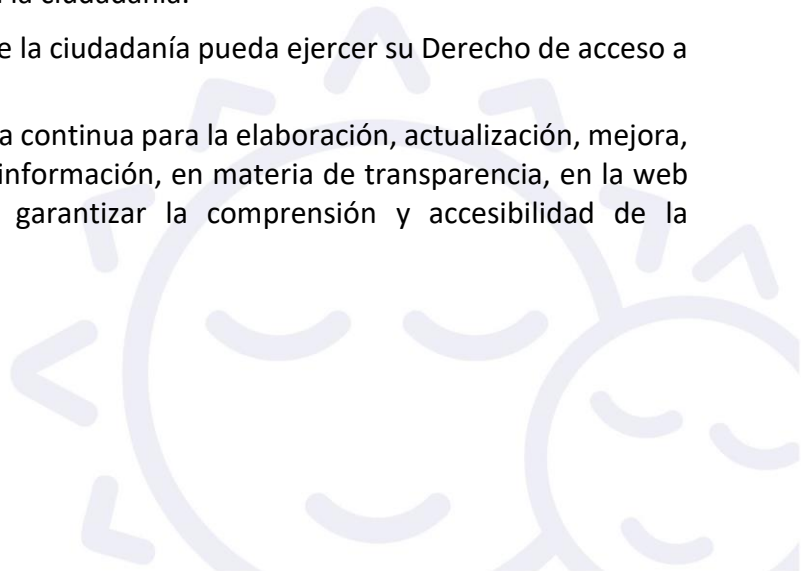 la ciudadanía.
e la ciudadanía pueda ejercer su Derecho de acceso a
a continua para la elaboración, actualización, mejora,
información, en materia de transparencia, en la web
garantizar la comprensión y accesibilidad de la